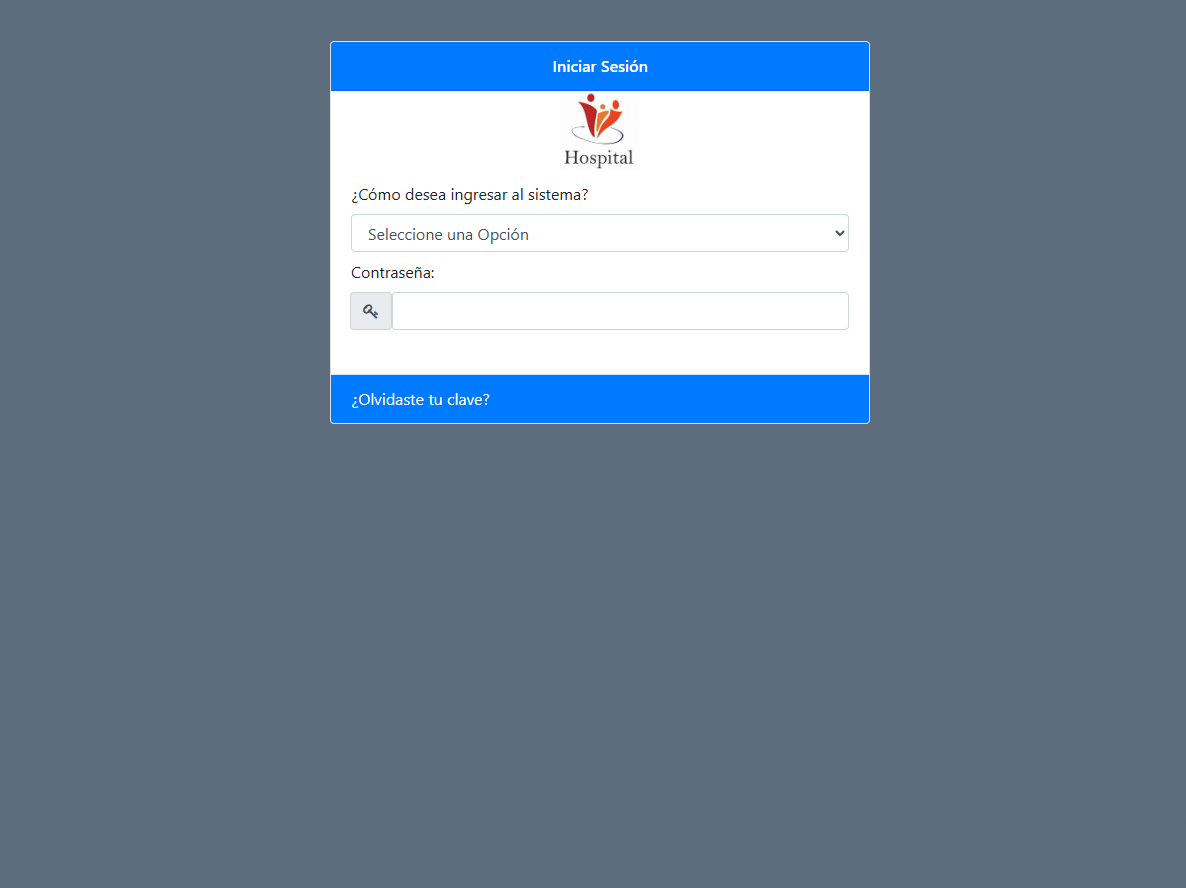 Iniciar Sesión
Hospital
¿Cómo desea ingresar al sistema?
Seleccione una Opción
Contraseña:
¿Olvidaste tu clave?